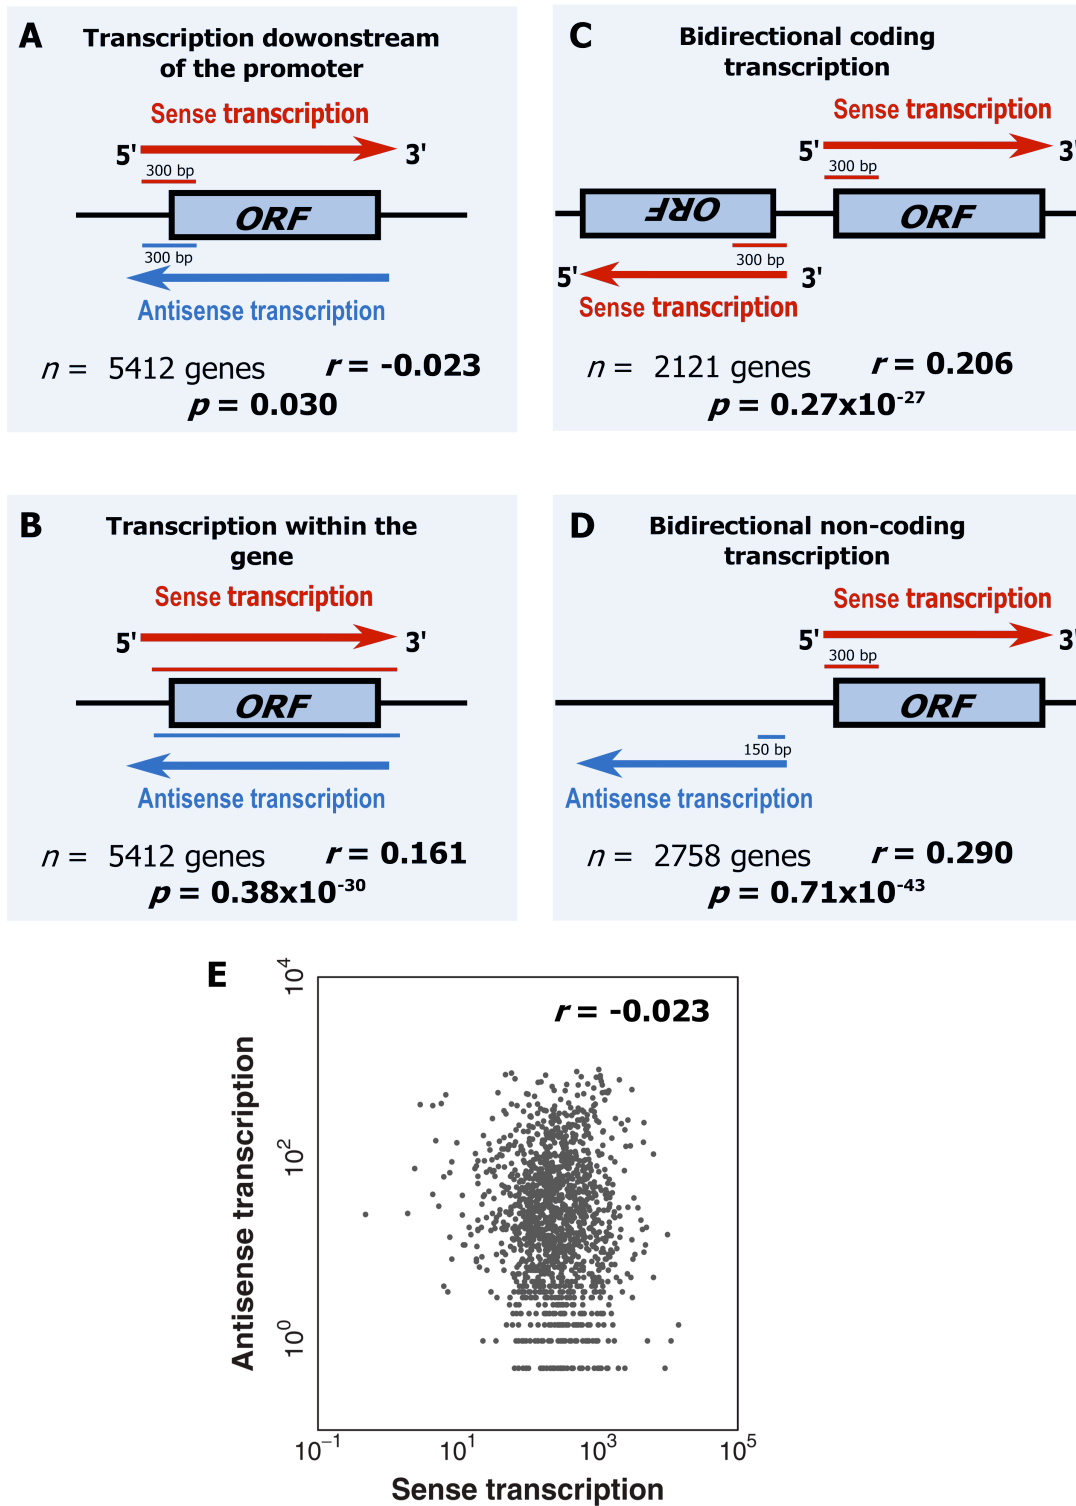 A
Transcription dowonstream
of the promoter
Sense transcription
5'
3'
300 bp
ORF
300 bp
Antisense transcription
n = 5412 genes r = -0.023
p = 0.030
C
Bidirectional coding
transcription
Sense transcription
5'
3'
300 bp
ORF
ORF
300 bp
5'
3'
Sense transcription
n = 2121 genes r = 0.206
p = 0.27x10^-27
B
Transcription within the
gene
Sense transcription
5'
3'
ORF
Antisense transcription
n = 5412 genes r = 0.161
p = 0.38x10^-30
D
Bidirectional non-coding
transcription
Sense transcription
5'
3'
300 bp
ORF
150 bp
Antisense transcription
n = 2758 genes r = 0.290
p = 0.71x10^-43
E
r = -0.023
10^4
10^2
10^0
Antisense transcription
10^−1 10^1 10^3 10^5
Sense transcription